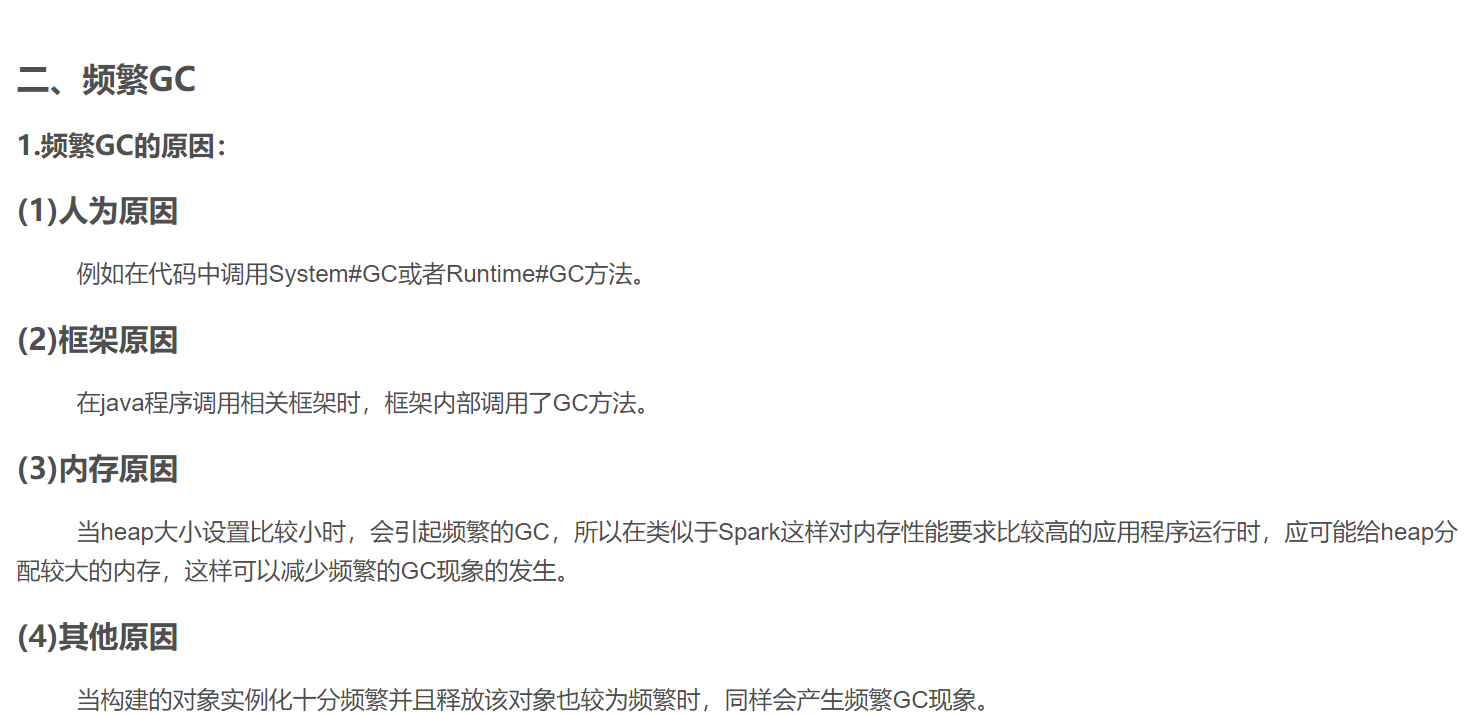 二、频繁GC
1.频繁GC的原因：
(1)人为原因
例如在代码中调用System#GC或者Runtime#GC方法。
(2)框架原因
在java程序调用相关框架时，框架内部调用了GC方法。
(3)内存原因
当heap大小设置比较小时，会引起频繁的GC，所以在类似于Spark这样对内存性能要求比较高的应用程序运行时，应可能给heap分
配较大的内存，这样可以减少频繁的GC现象的发生。
(4)其他原因
当构建的对象实例化十分频繁并且释放该对象也较为频繁时，同样会产生频繁GC现象。